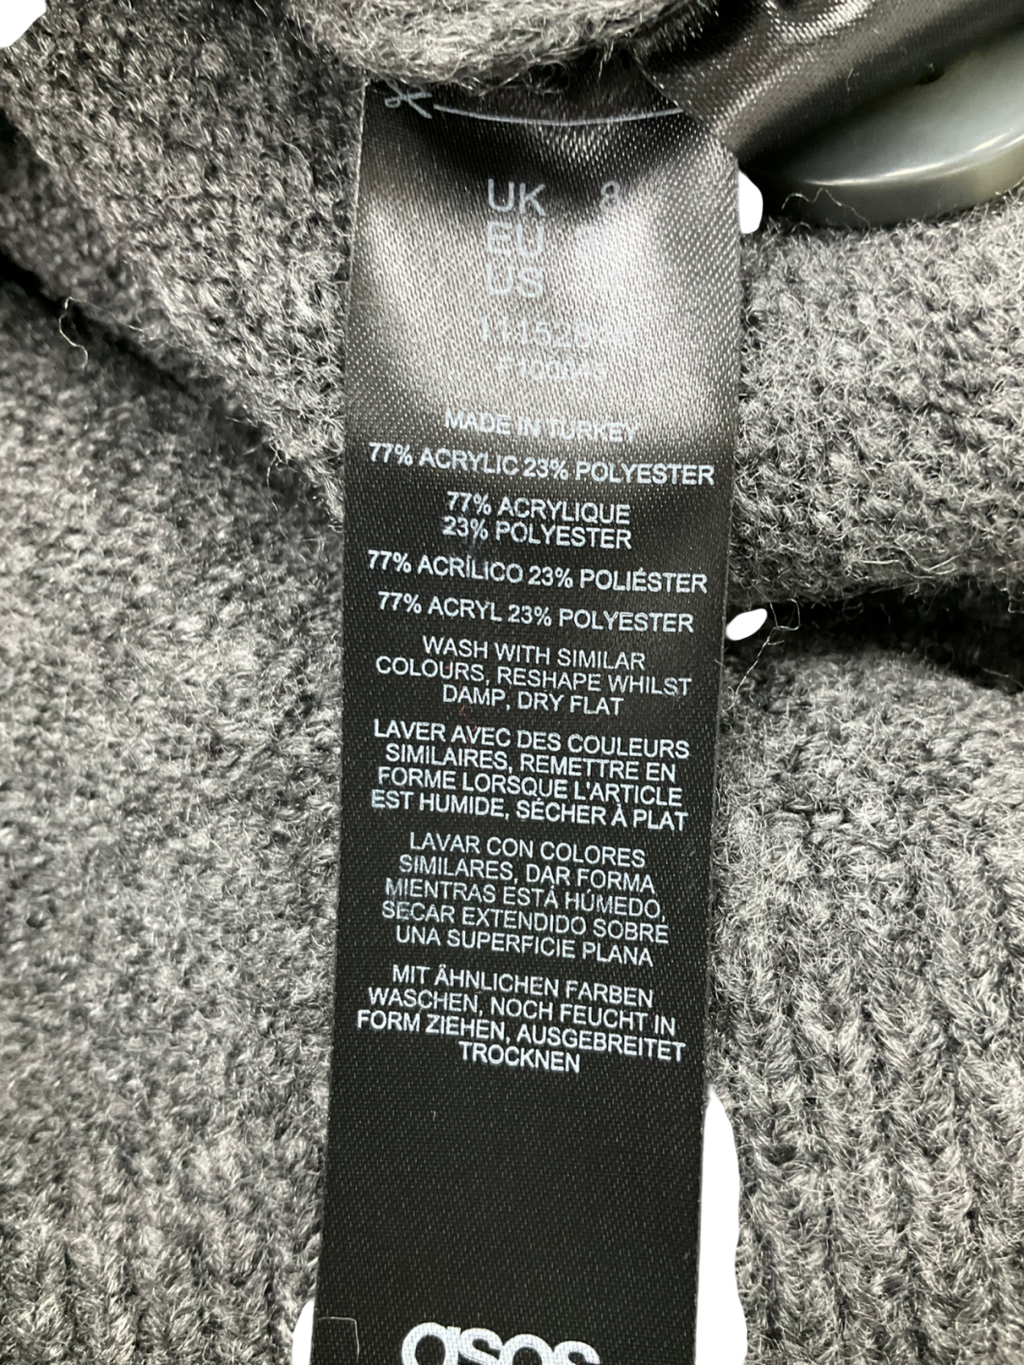 UK 8
EU
US
MADE IN TURKEY
77% ACRYLIC 23% POLYESTER
77% ACRYLIQUE
23% POLYESTER
77% ACRÍLICO 23% POLIÉSTER
77% ACRYL 23% POLYESTER
WASH WITH SIMILAR
COLOURS, RESHAPE WHILST
DAMP, DRY FLAT
LAVER AVEC DES COULEURS
SIMILAIRES, REMETTRE EN
FORME LORSQUE L'ARTICLE
EST HUMIDE, SÉCHER À PLAT
LAVAR CON COLORES
SIMILARES, DAR FORMA
MIENTRAS ESTÁ HÚMEDO,
SECAR EXTENDIDO SOBRE
UNA SUPERFICIE PLANA
MIT ÄHNLICHEN FARBEN
WASCHEN, NOCH FEUCHT IN
FORM ZIEHEN, AUSGEBREITET
TROCKNEN
asos